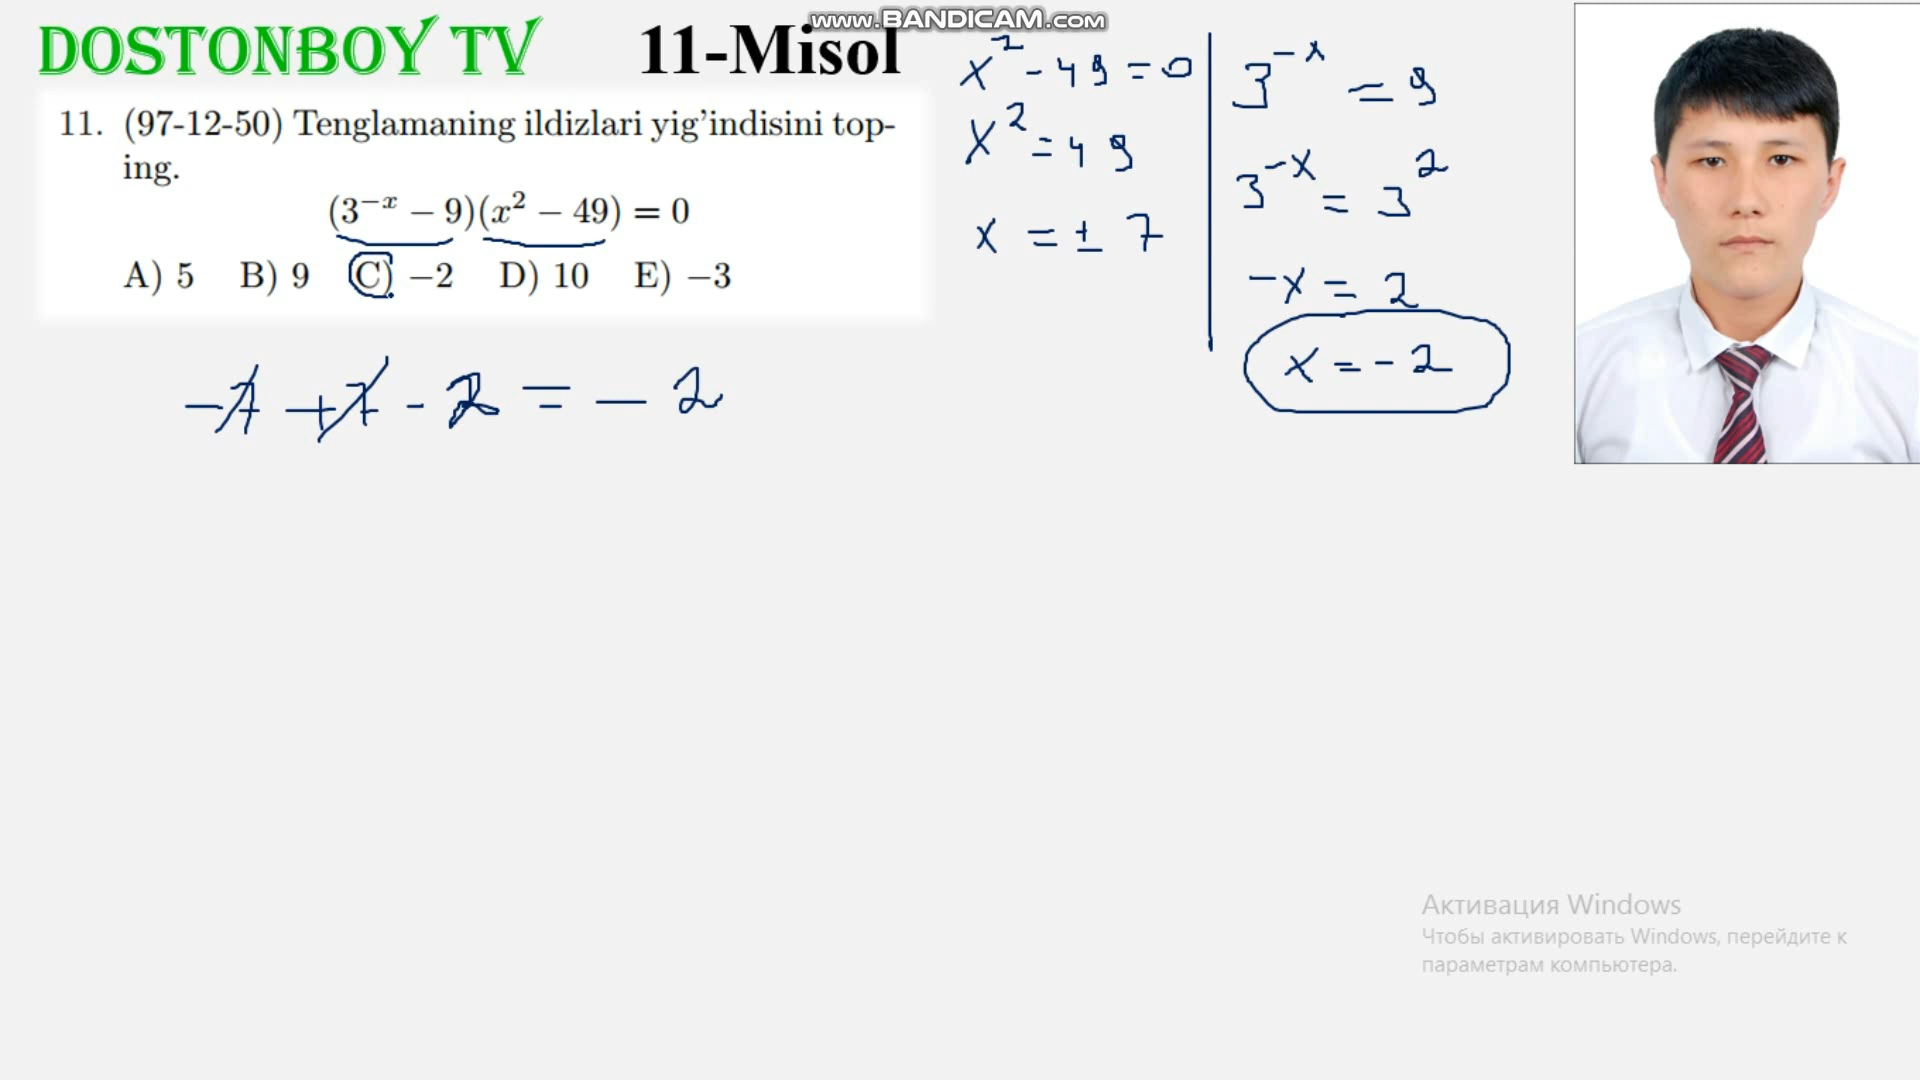 www.BANDICAM.com
DOSTONBOY TV 11-Misol
11. (97-12-50) Tenglamaning ildizlari yig'indisini top-
ing.
(3^{-x} − 9)(x² − 49) = 0
A) 5 B) 9 C) −2 D) 10 E) −3
-7 +7 - 2 = - 2
x² - 49 = 0
x² = 49
x = ± 7
3^{-x} = 9
3^{-x} = 3²
-x = 2
x = - 2
Активация Windows
Чтобы активировать Windows, перейдите к
параметрам компьютера.